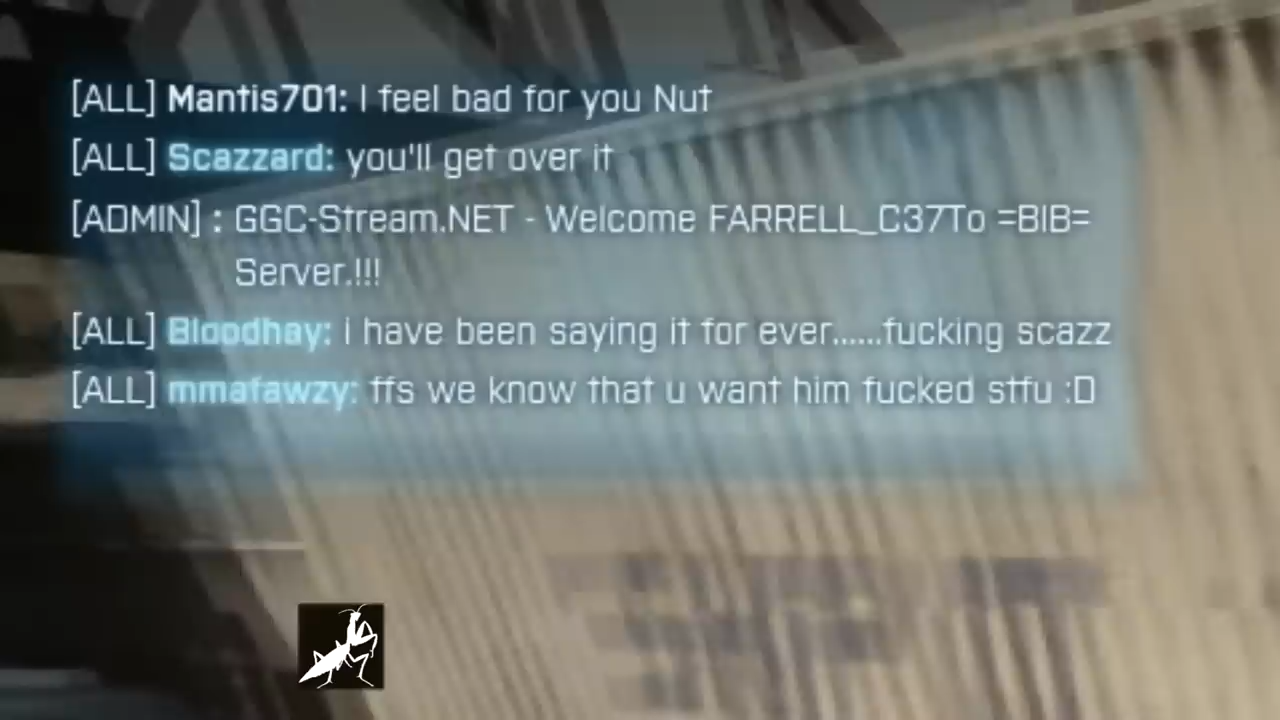 [ALL] Mantis701: I feel bad for you Nut
[ALL] Scazzard: you'll get over it
[ADMIN] : GGC-Stream.NET - Welcome FARRELL_C37To =BIB=
Server.!!!
[ALL] Bloodhay: i have been saying it for ever......fucking scazz
[ALL] mmafawzy: ffs we know that u want him fucked stfu :D